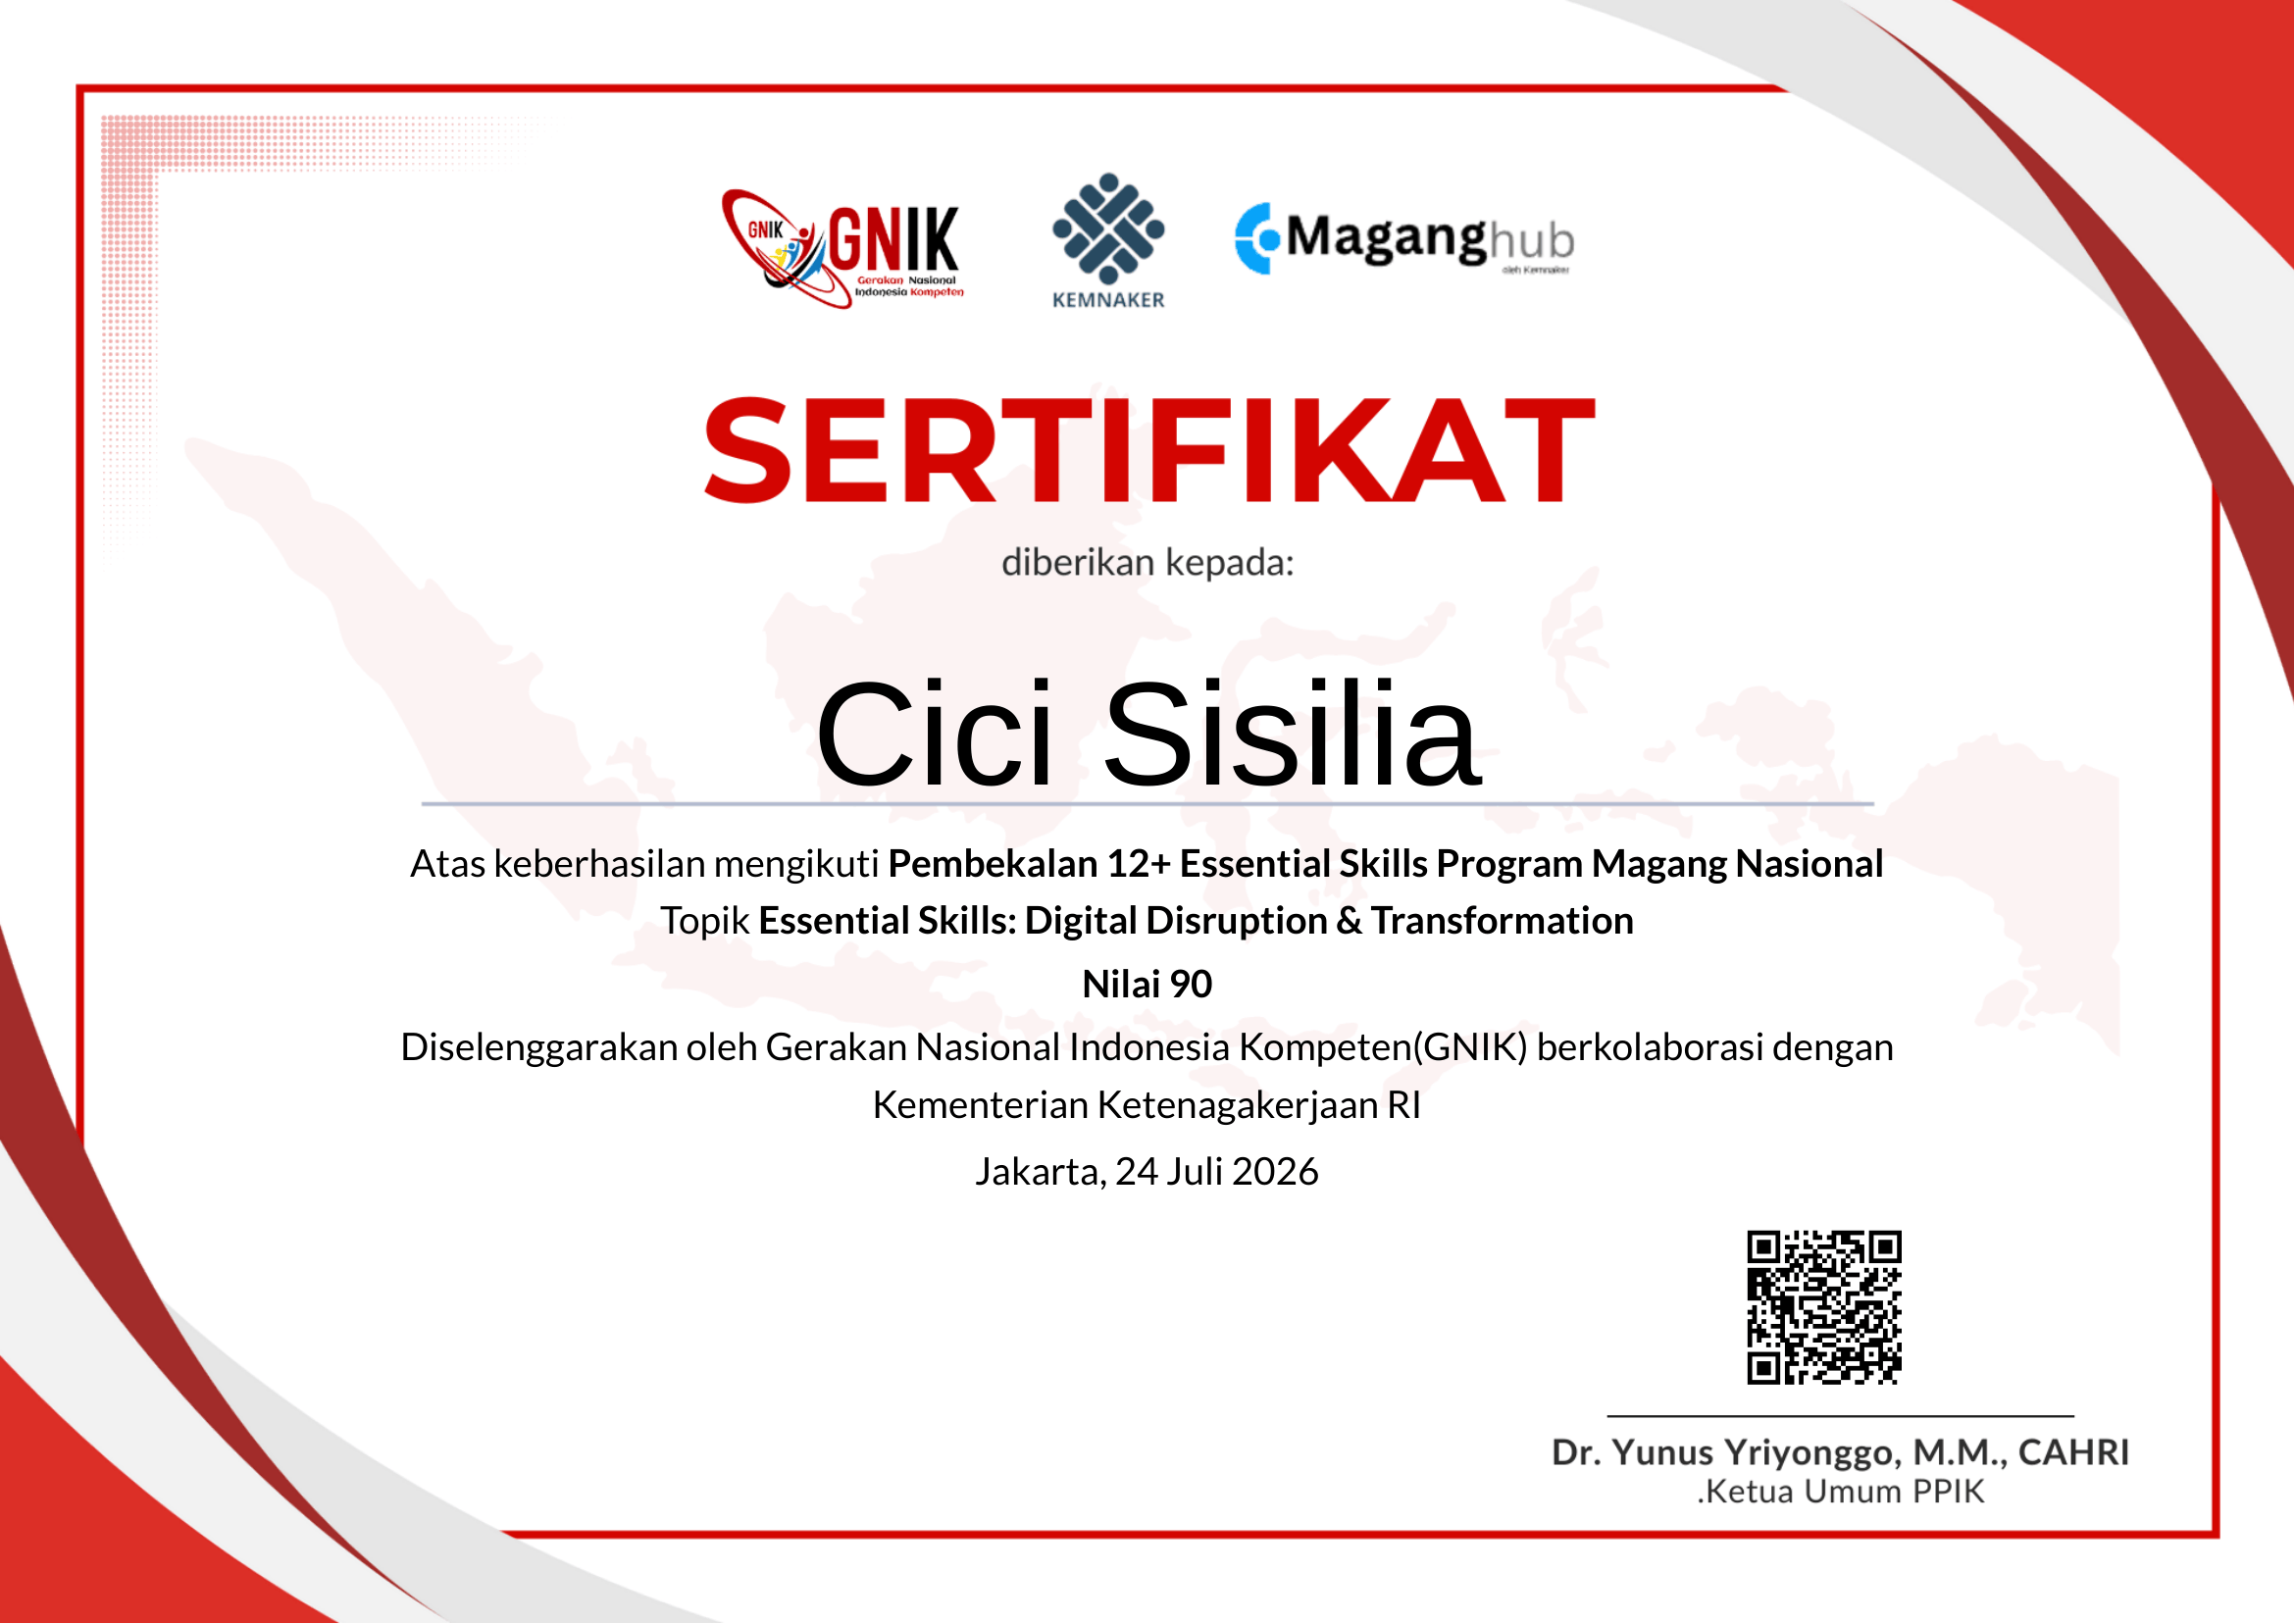 GNIK GNIK
Gerakan Nasional
Indonesia Kompeten
KEMNAKER
Maganghub
oleh Kemnaker
SERTIFIKAT
diberikan kepada:
Cici Sisilia
Atas keberhasilan mengikuti Pembekalan 12+ Essential Skills Program Magang Nasional
Topik Essential Skills: Digital Disruption & Transformation
Nilai 90
Diselenggarakan oleh Gerakan Nasional Indonesia Kompeten(GNIK) berkolaborasi dengan
Kementerian Ketenagakerjaan RI
Jakarta, 24 Juli 2026
Dr. Yunus Yriyonggo, M.M., CAHRI
.Ketua Umum PPIK